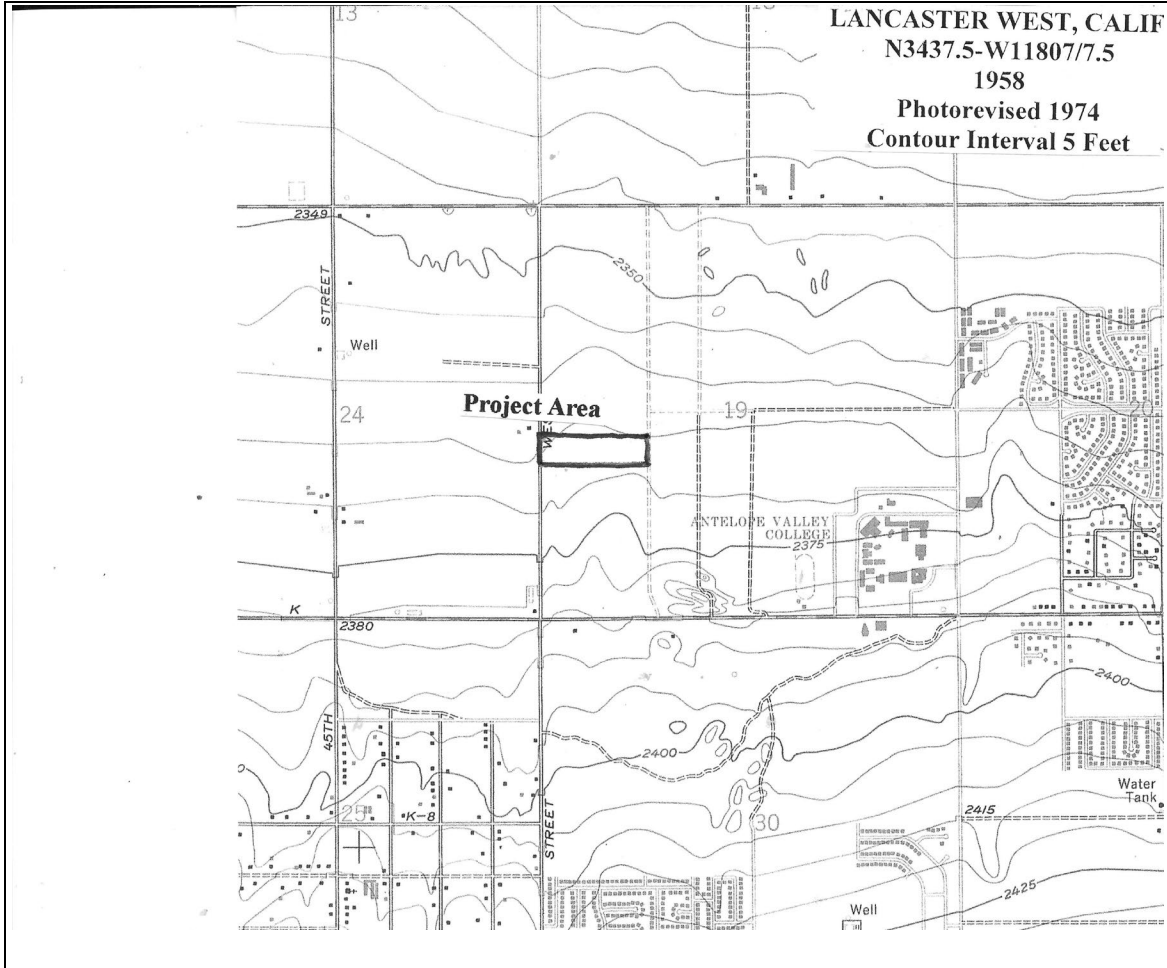 13
LANCASTER WEST, CALIF
N3437.5-W11807/7.5
1958
Photorevised 1974
Contour Interval 5 Feet
2349
2350
STREET
Well
Project Area
24
19
20
ANTELOPE VALLEY
COLLEGE
2375
K
2380
2400
45TH
2400
Water
Tank
25
K-8
STREET
30
2415
2425
Well